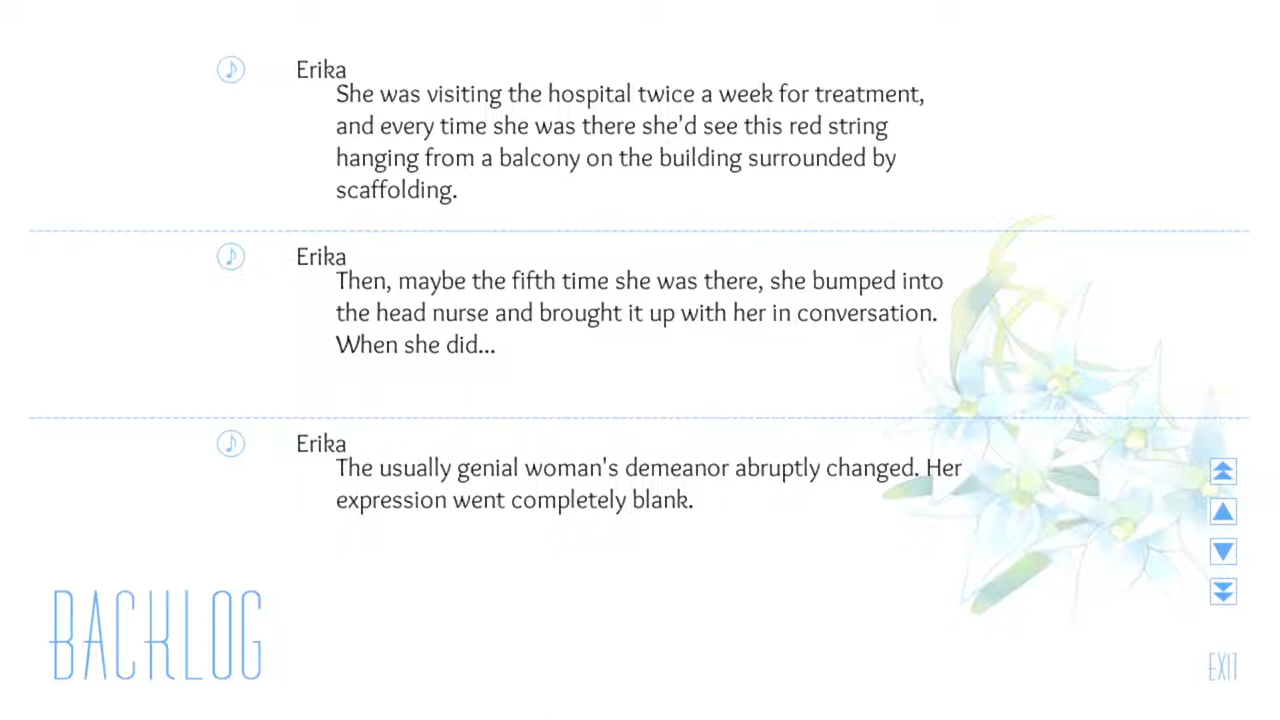 Erika
She was visiting the hospital twice a week for treatment,
and every time she was there she'd see this red string
hanging from a balcony on the building surrounded by
scaffolding.
Erika
Then, maybe the fifth time she was there, she bumped into
the head nurse and brought it up with her in conversation.
When she did...
Erika
The usually genial woman's demeanor abruptly changed. Her
expression went completely blank.
BACKLOG
EXIT